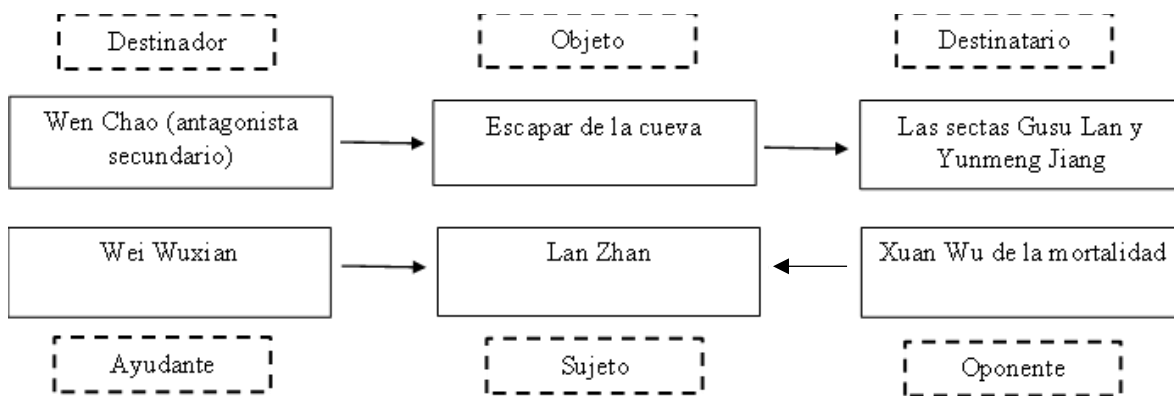 Destinador
Objeto
Destinatario
Wen Chao (antagonista
secundario)
Escapar de la cueva
Las sectas Gusu Lan y
Yunmeng Jiang
Wei Wuxian
Lan Zhan
Xuan Wu de la mortalidad
Ayudante
Sujeto
Oponente